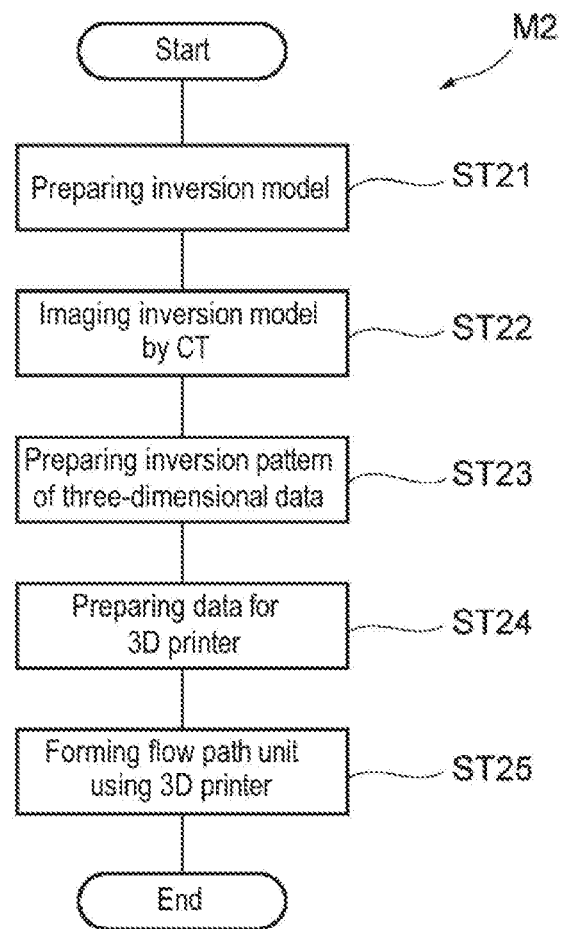 M2
Start
Preparing inversion model
ST21
Imaging inversion model
by CT
ST22
Preparing inversion pattern
of three-dimensional data
ST23
Preparing data for
3D printer
ST24
Forming flow path unit
using 3D printer
ST25
End